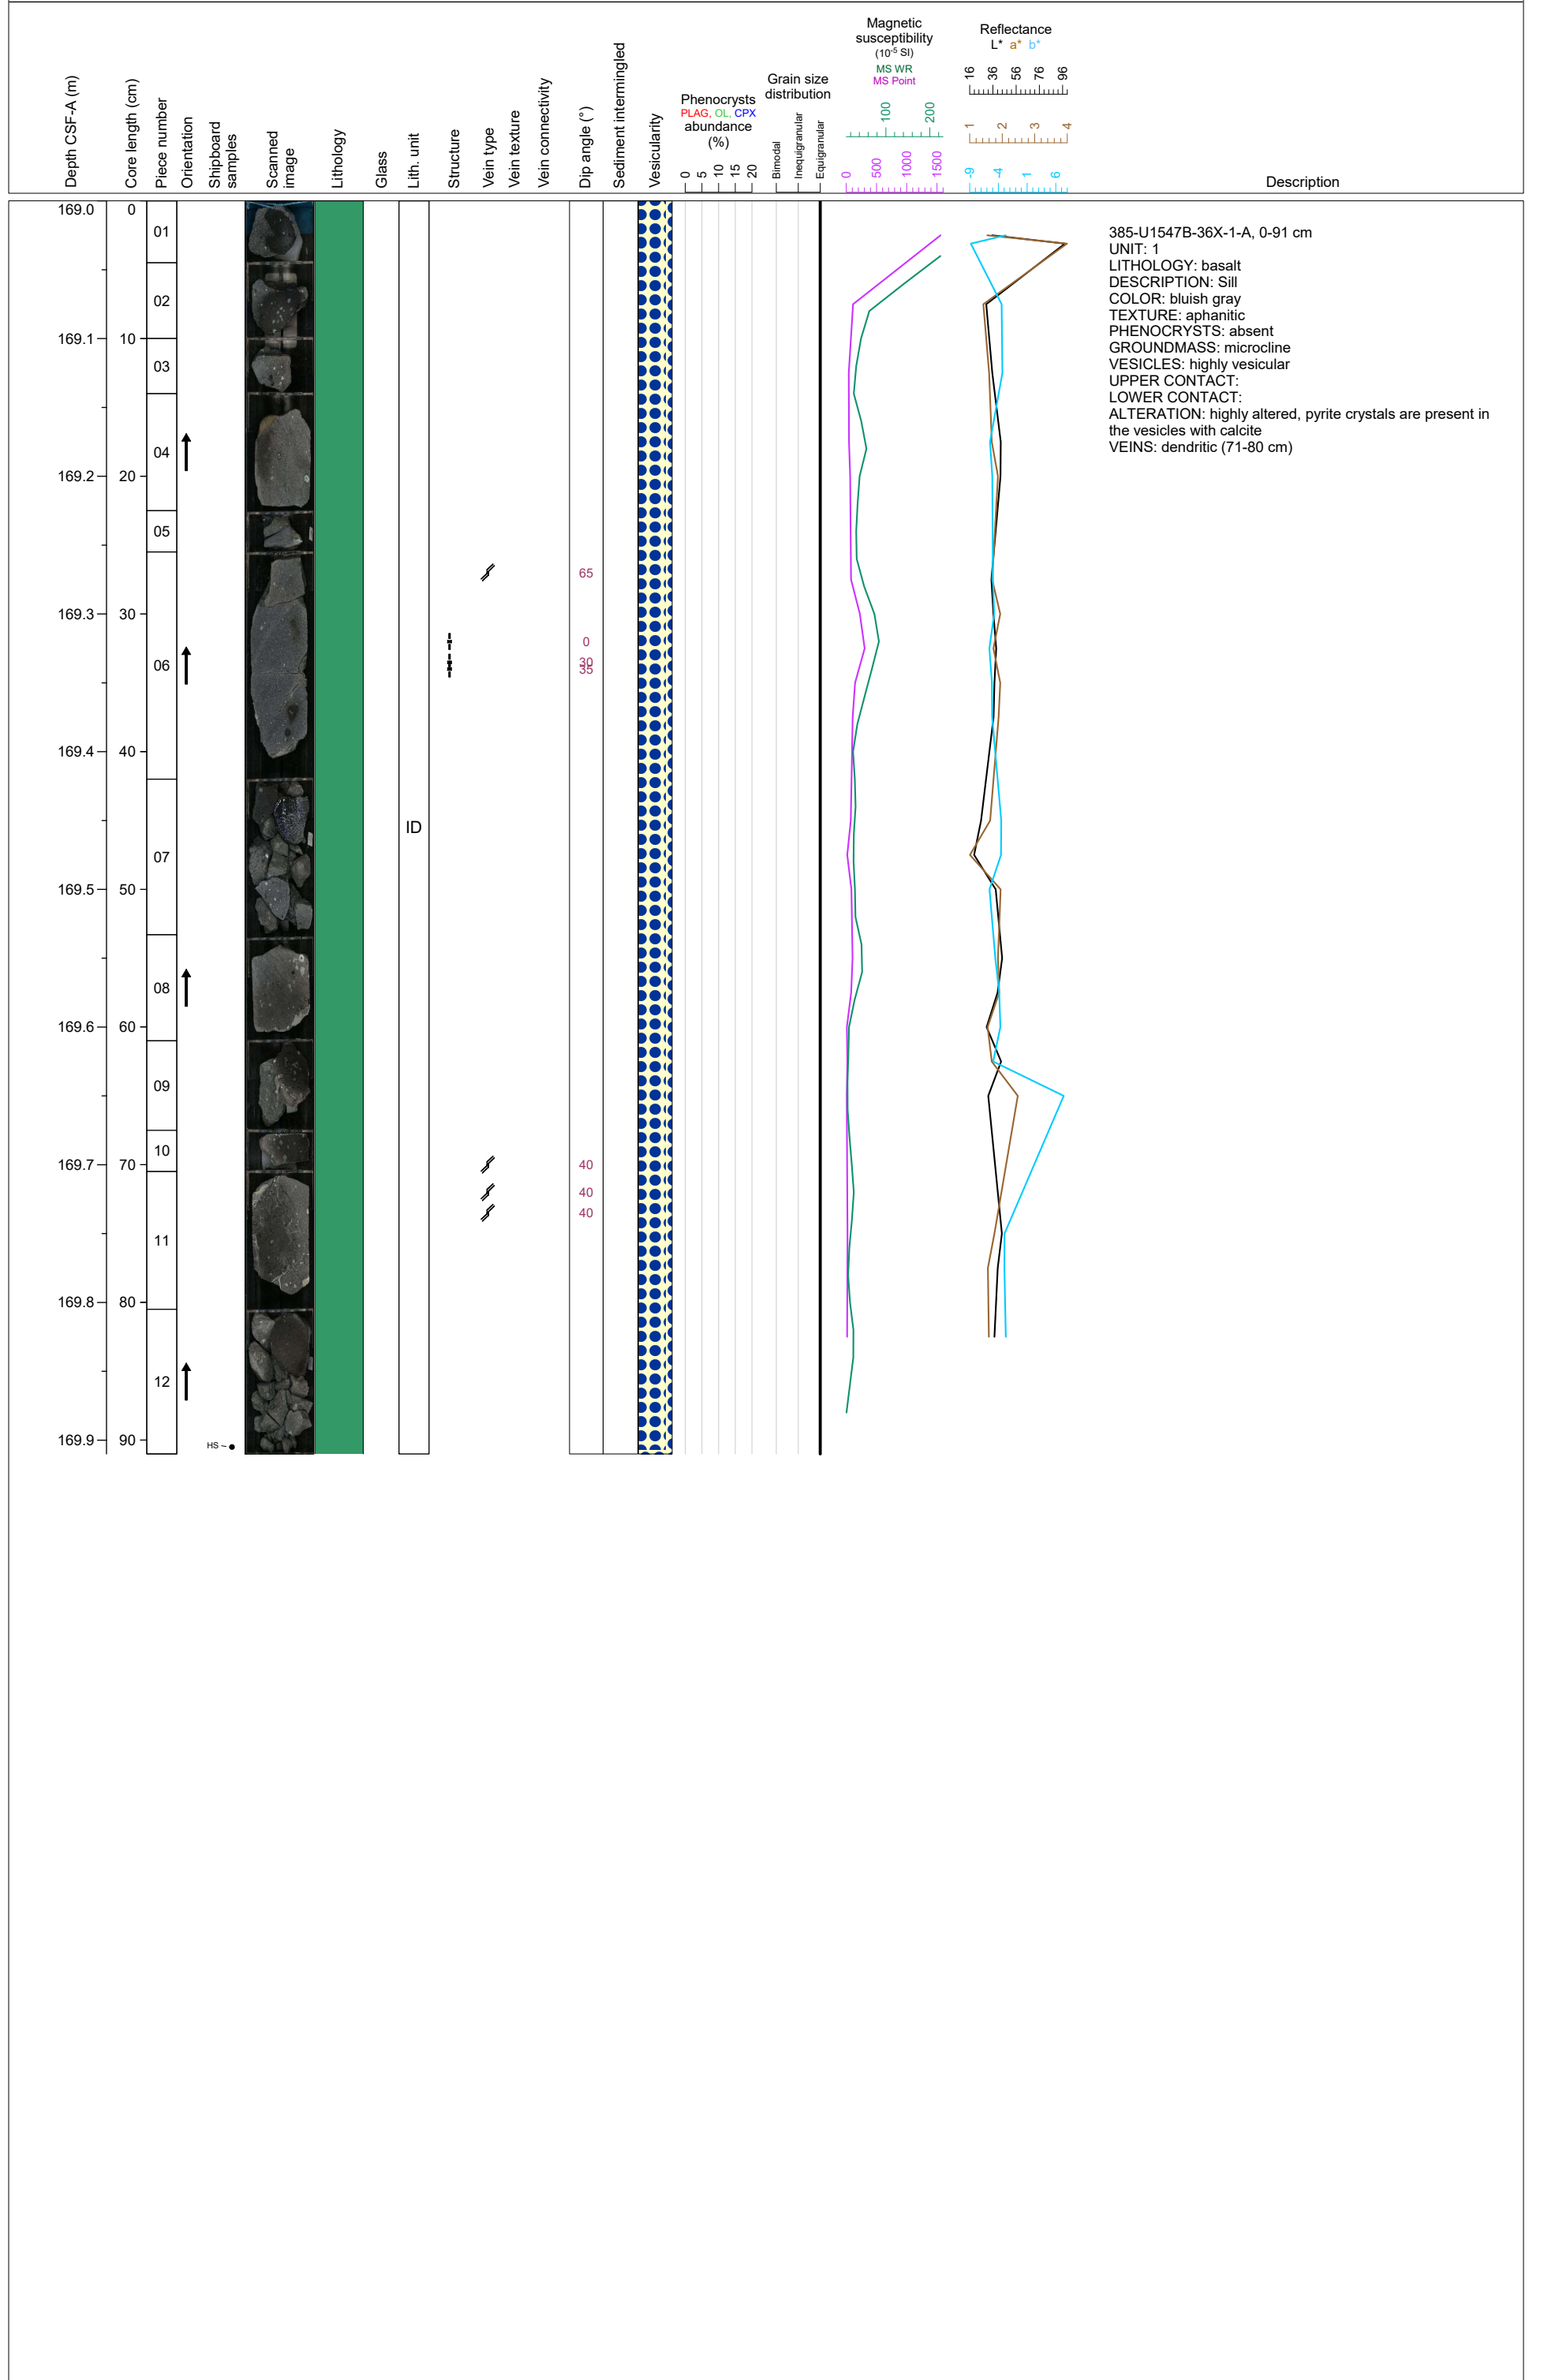 Depth CSF-A (m)
Core length (cm)
Piece number
Orientation
Shipboard
samples
Scanned
image
Lithology
Glass
Lith. unit
Structure
Vein type
Vein texture
Vein connectivity
Dip angle (°)
Sediment intermingled
Vesicularity
Phenocrysts
PLAG, OL, CPX
abundance
(%)
0 5 10 15 20
Grain size
distribution
Bimodal
Inequigranular
Equigranular
Magnetic
susceptibility
(10-5 SI)
MS WR
MS Point
100 200
0 500 1000 1500
Reflectance
L* a* b*
16 36 56 76 96
1 2 3 4
-9 -4 1 6
Description
169.0 0
01
02
169.1 10
03
04
169.2 20
05
65
169.3 30
0
30
06
35
169.4 40
ID
07
169.5 50
08
169.6 60
09
10
169.7 70 40
40
40
11
169.8 80
12
169.9 90
HS
385-U1547B-36X-1-A, 0-91 cm
UNIT: 1
LITHOLOGY: basalt
DESCRIPTION: Sill
COLOR: bluish gray
TEXTURE: aphanitic
PHENOCRYSTS: absent
GROUNDMASS: microcline
VESICLES: highly vesicular
UPPER CONTACT:
LOWER CONTACT:
ALTERATION: highly altered, pyrite crystals are present in
the vesicles with calcite
VEINS: dendritic (71-80 cm)